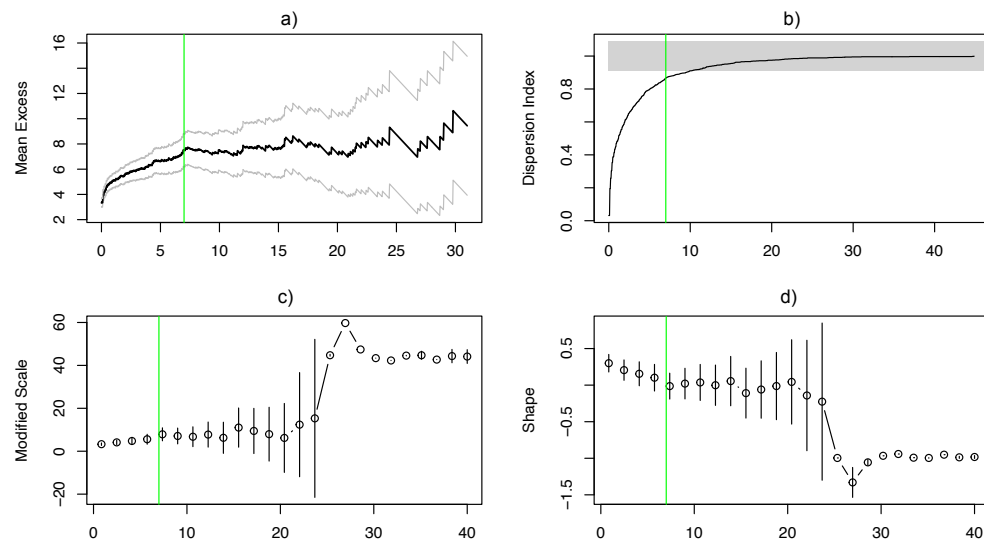 a)
Mean Excess
16
12
8
6
4
2
0 5 10 15 20 25 30
b)
Dispersion Index
0.8
0.4
0.0
0 10 20 30 40
c)
Modified Scale
60
40
20
0
−20
0 10 20 30 40
d)
Shape
0.5
−0.5
−1.5
0 10 20 30 40